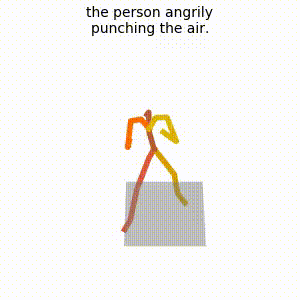 the person angrily
punching the air.